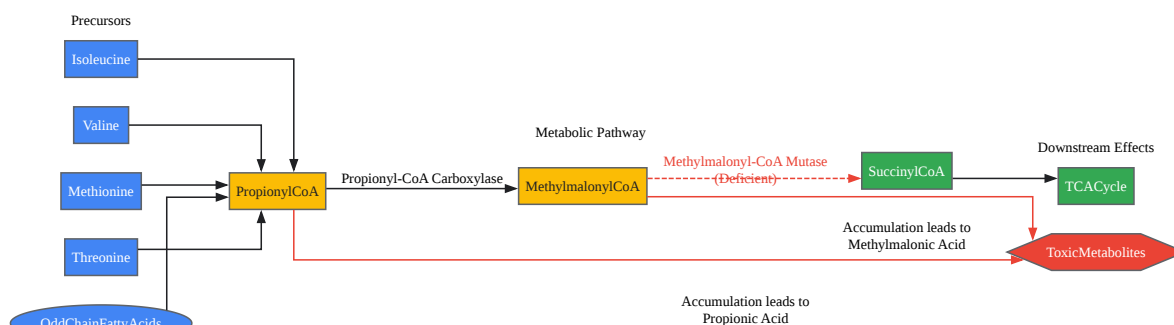 Precursors
Isoleucine
Valine
Methionine
Threonine
OddChainFattyAcids
PropionylCoA
Propionyl-CoA Carboxylase
Metabolic Pathway
MethylmalonylCoA
Methylmalonyl-CoA Mutase
(Deficient)
SuccinylCoA
Downstream Effects
TCACycle
Accumulation leads to
Methylmalonic Acid
ToxicMetabolites
Accumulation leads to
Propionic Acid